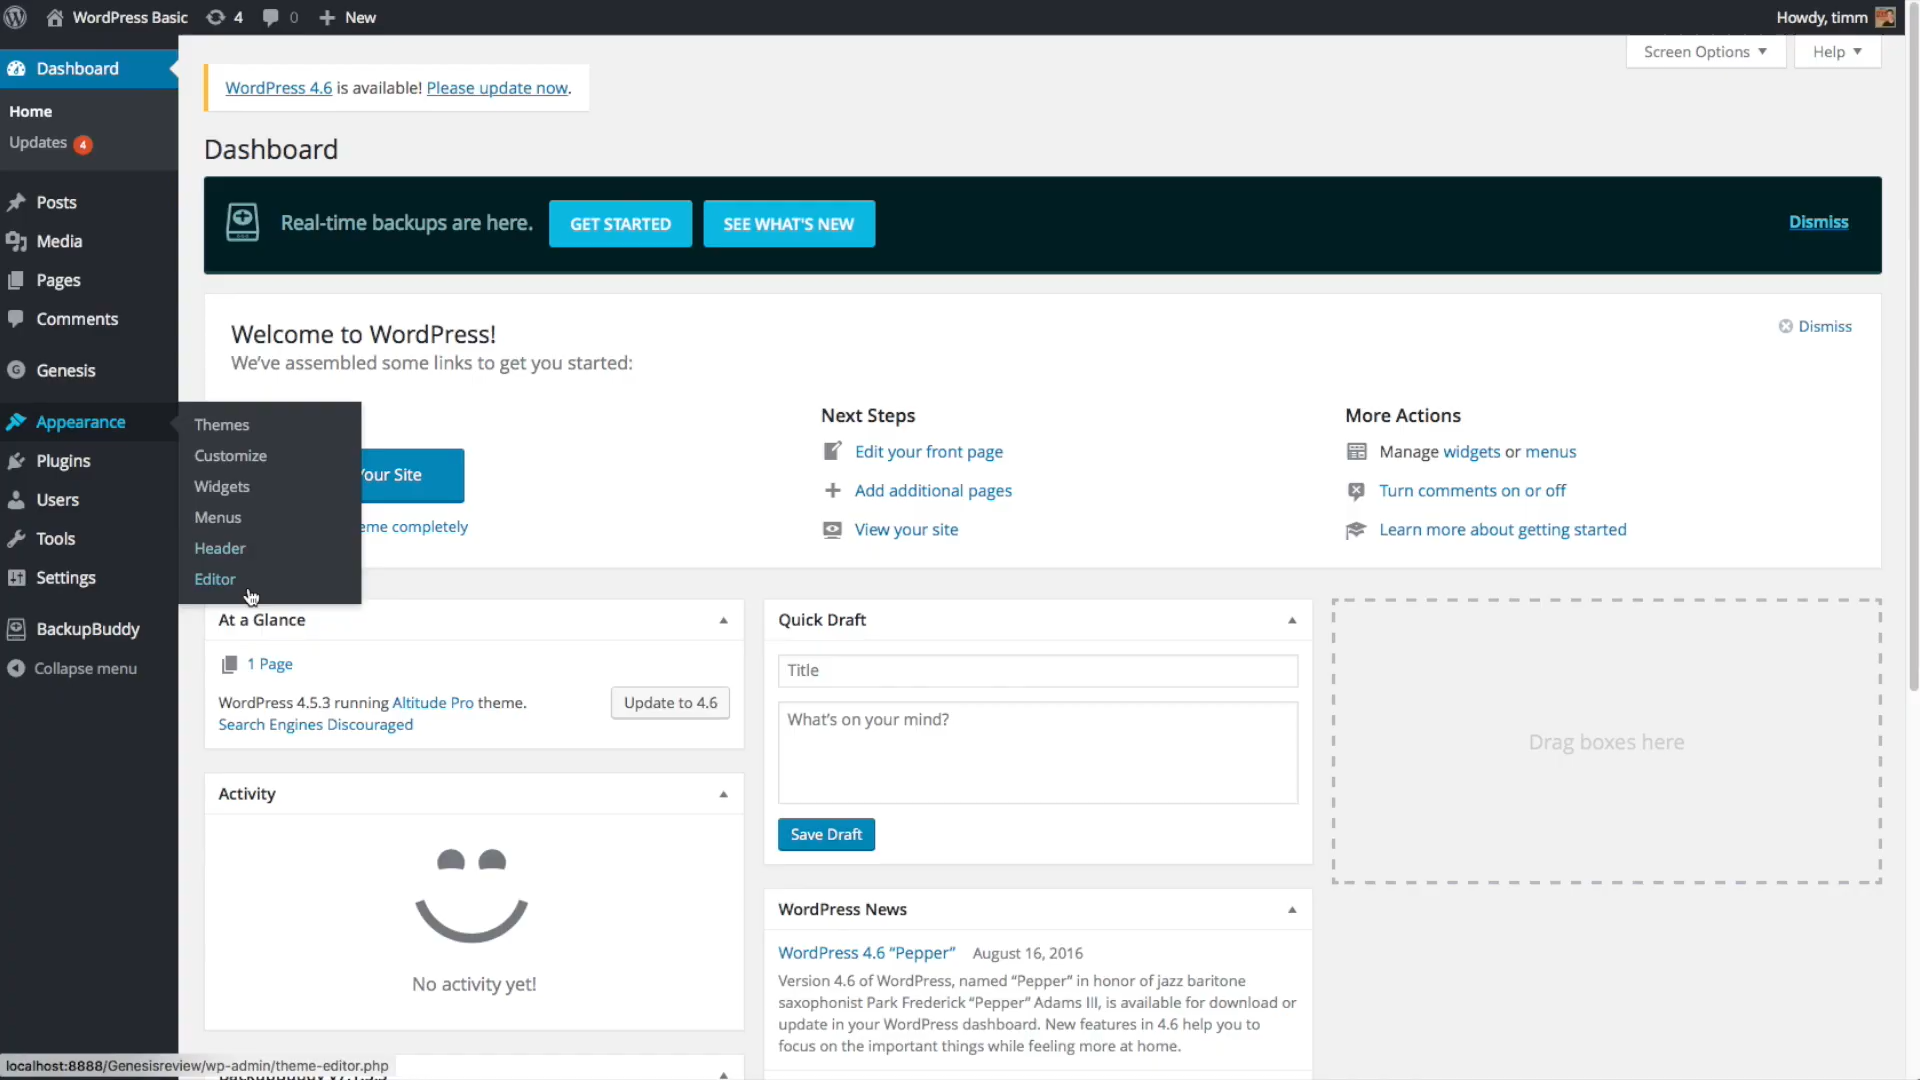 WordPress Basic 4 0 New Howdy, timm
Screen Options Help
Dashboard
Home
Updates 4
Posts
Media
Pages
Comments
Genesis
Appearance
Plugins
Users
Tools
Settings
BackupBuddy
Collapse menu
Themes
Customize
Widgets
Menus
Header
Editor
WordPress 4.6 is available! Please update now.
Dashboard
Real-time backups are here. GET STARTED SEE WHAT'S NEW Dismiss
Welcome to WordPress!
Dismiss
We've assembled some links to get you started:
Your Site
eme completely
Next Steps
Edit your front page
Add additional pages
View your site
More Actions
Manage widgets or menus
Turn comments on or off
Learn more about getting started
At a Glance
1 Page
WordPress 4.5.3 running Altitude Pro theme.
Update to 4.6
Search Engines Discouraged
Activity
No activity yet!
Quick Draft
Title
What's on your mind?
Save Draft
Drag boxes here
WordPress News
WordPress 4.6 “Pepper” August 16, 2016
Version 4.6 of WordPress, named “Pepper” in honor of jazz baritone
saxophonist Park Frederick “Pepper” Adams III, is available for download or
update in your WordPress dashboard. New features in 4.6 help you to
focus on the important things while feeling more at home.
localhost:8888/Genesisreview/wp-admin/theme-editor.php